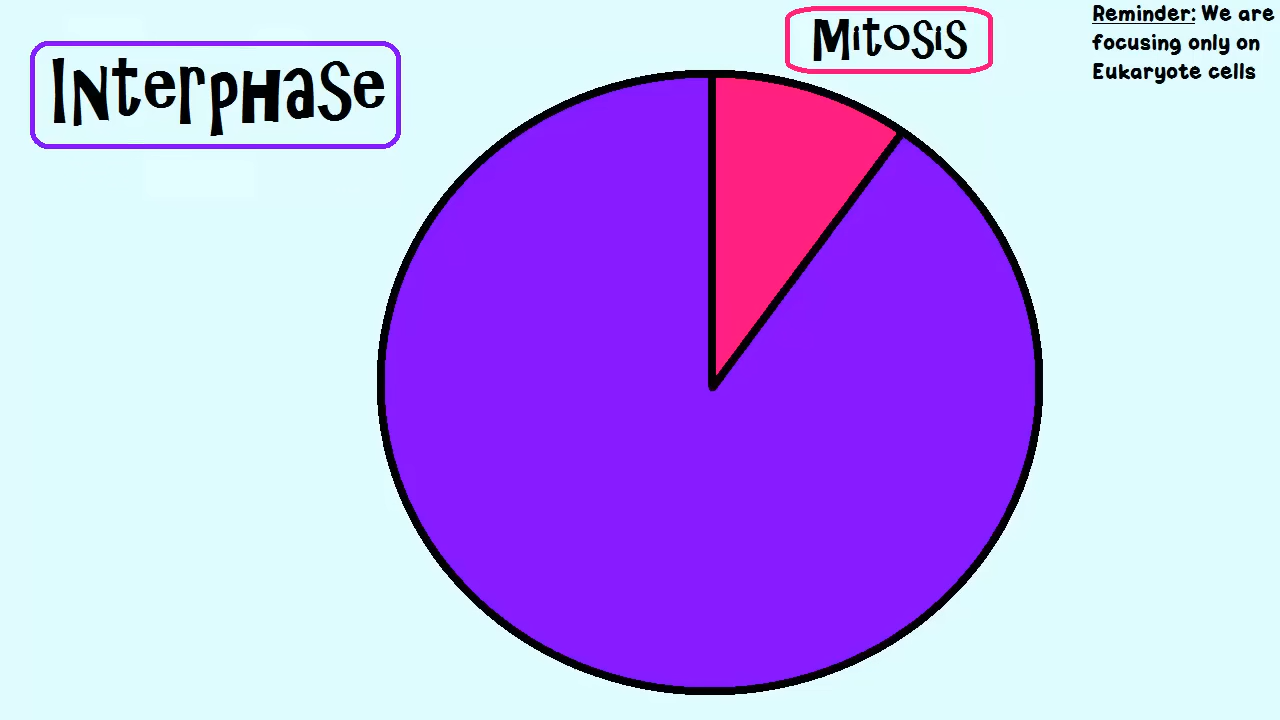 Interphase
Mitosis
Reminder: We are
focusing only on
Eukaryote cells